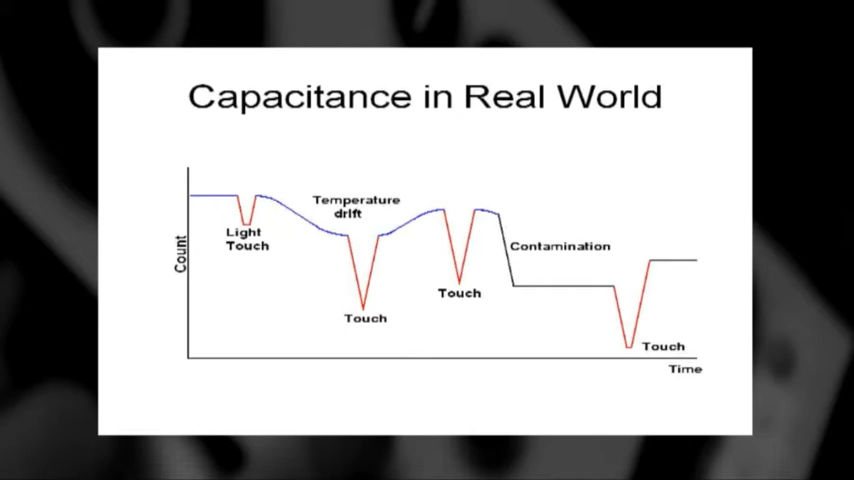 Capacitance in Real World
Temperature
drift
Light
Touch
Count
Contamination
Touch
Touch
Touch
Time